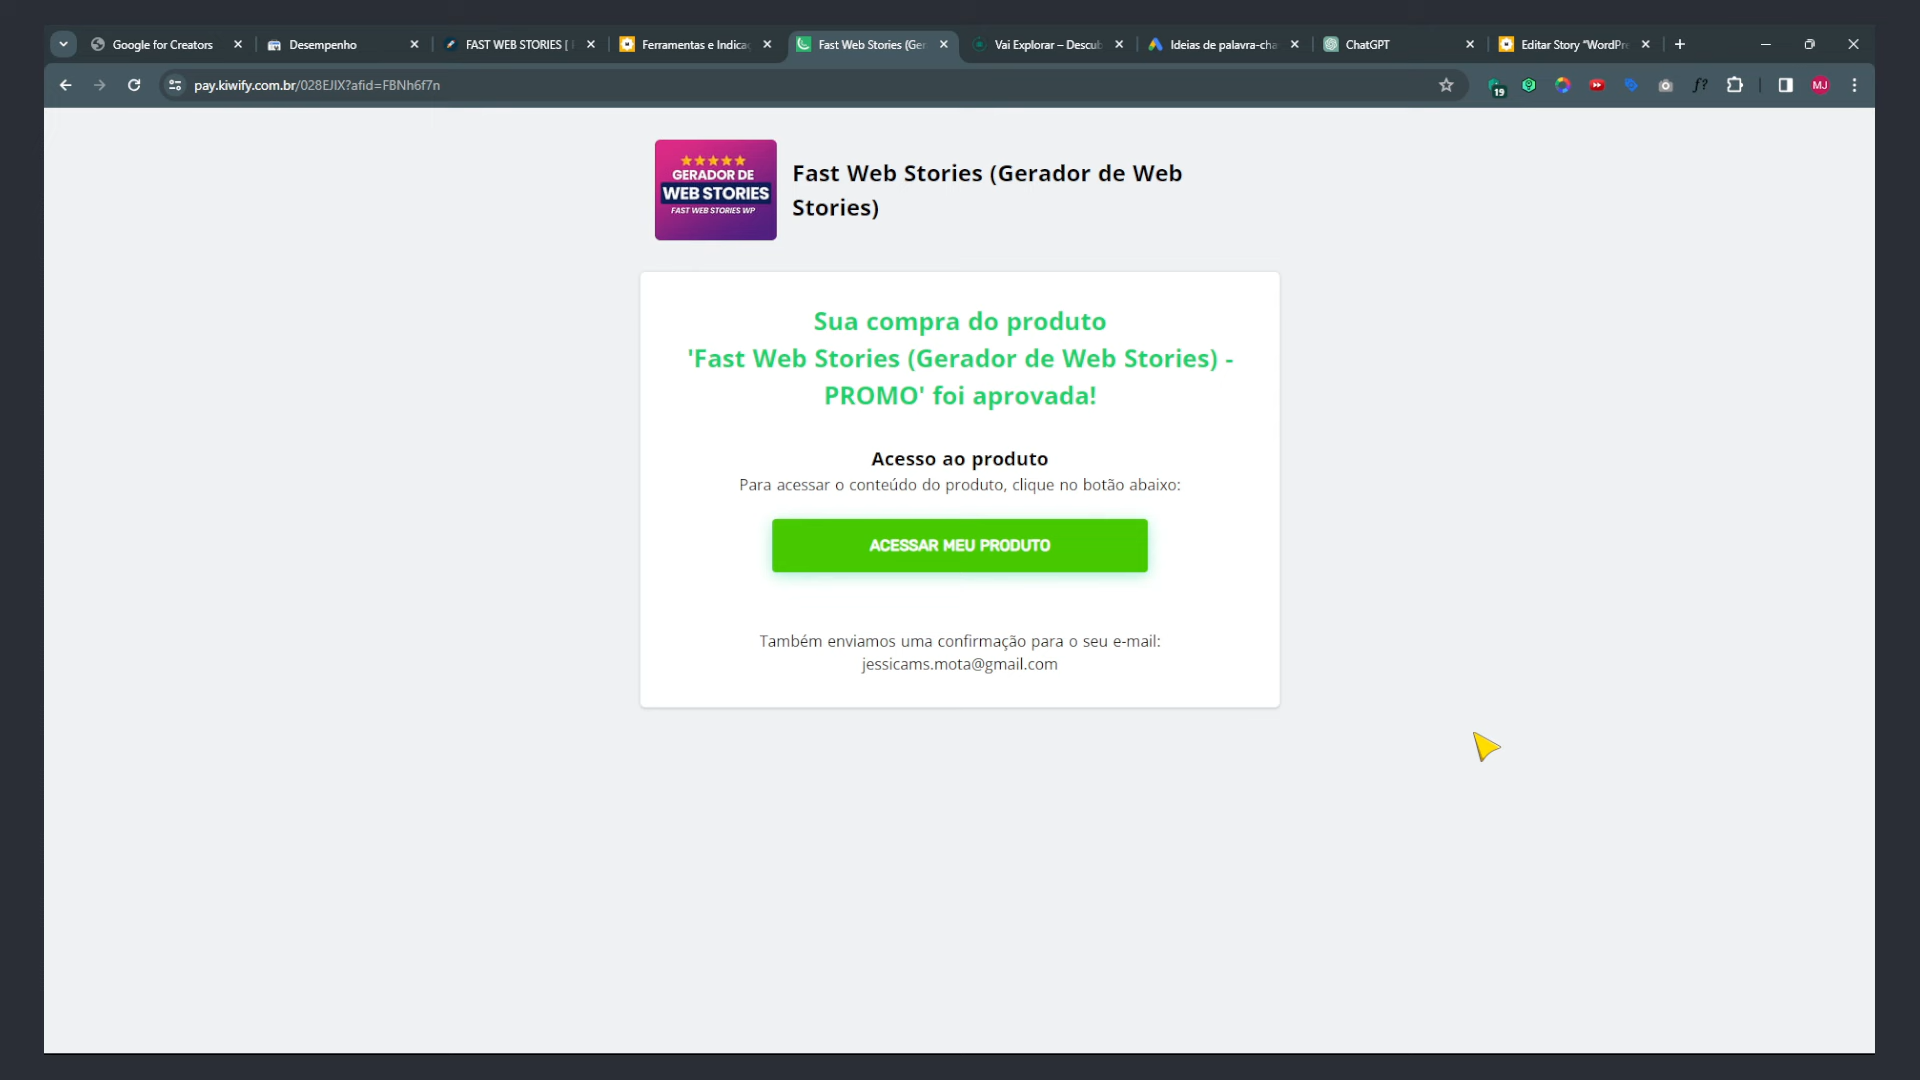 Google for Creators
Desempenho
FAST WEB STORIES [
Ferramentas e Indica
Fast Web Stories (Ger
Vai Explorar – Descub
Ideias de palavra-cha
ChatGPT
Editar Story "WordPre
pay.kiwify.com.br/028EJIX?afid=FBNh6f7n
19
f?
MJ
GERADOR DE
WEB STORIES
FAST WEB STORIES WP
Fast Web Stories (Gerador de Web
Stories)
Sua compra do produto
'Fast Web Stories (Gerador de Web Stories) -
PROMO' foi aprovada!
Acesso ao produto
Para acessar o conteúdo do produto, clique no botão abaixo:
ACESSAR MEU PRODUTO
Também enviamos uma confirmação para o seu e-mail:
jessicams.mota@gmail.com